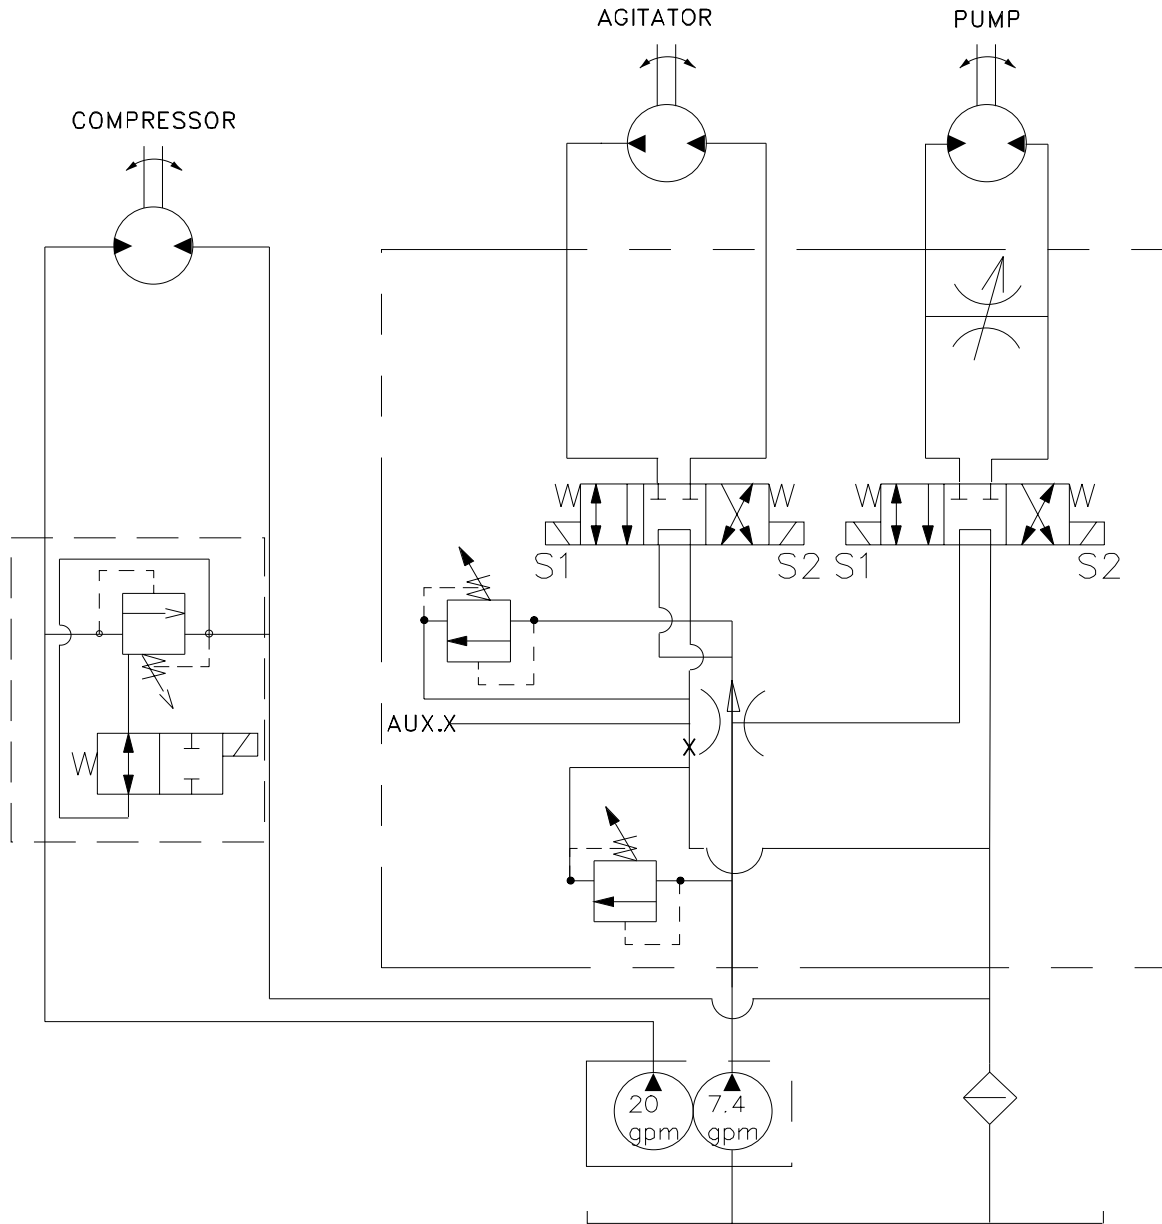 AGITATOR
PUMP
COMPRESSOR
S1
S2
S1
S2
AUX.X
X
20
gpm
7.4
gpm